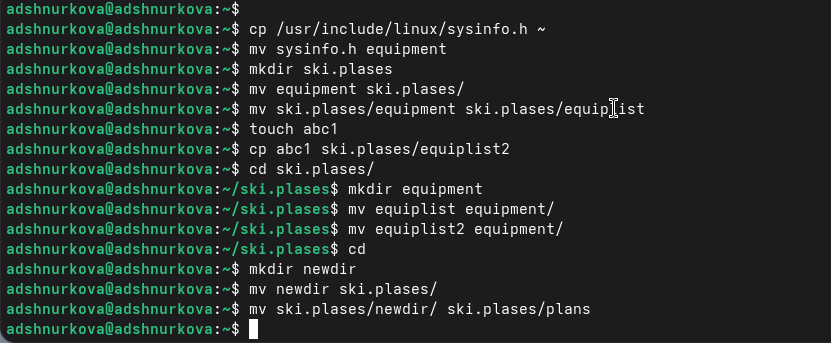 adshnurkova@adshnurkova:~$
adshnurkova@adshnurkova:~$ cp /usr/include/linux/sysinfo.h ~
adshnurkova@adshnurkova:~$ mv sysinfo.h equipment
adshnurkova@adshnurkova:~$ mkdir ski.plases
adshnurkova@adshnurkova:~$ mv equipment ski.plases/
adshnurkova@adshnurkova:~$ mv ski.plases/equipment ski.plases/equiplist
adshnurkova@adshnurkova:~$ touch abc1
adshnurkova@adshnurkova:~$ cp abc1 ski.plases/equiplist2
adshnurkova@adshnurkova:~$ cd ski.plases/
adshnurkova@adshnurkova:~/ski.plases$ mkdir equipment
adshnurkova@adshnurkova:~/ski.plases$ mv equiplist equipment/
adshnurkova@adshnurkova:~/ski.plases$ mv equiplist2 equipment/
adshnurkova@adshnurkova:~/ski.plases$ cd
adshnurkova@adshnurkova:~$ mkdir newdir
adshnurkova@adshnurkova:~$ mv newdir ski.plases/
adshnurkova@adshnurkova:~$ mv ski.plases/newdir/ ski.plases/plans
adshnurkova@adshnurkova:~$